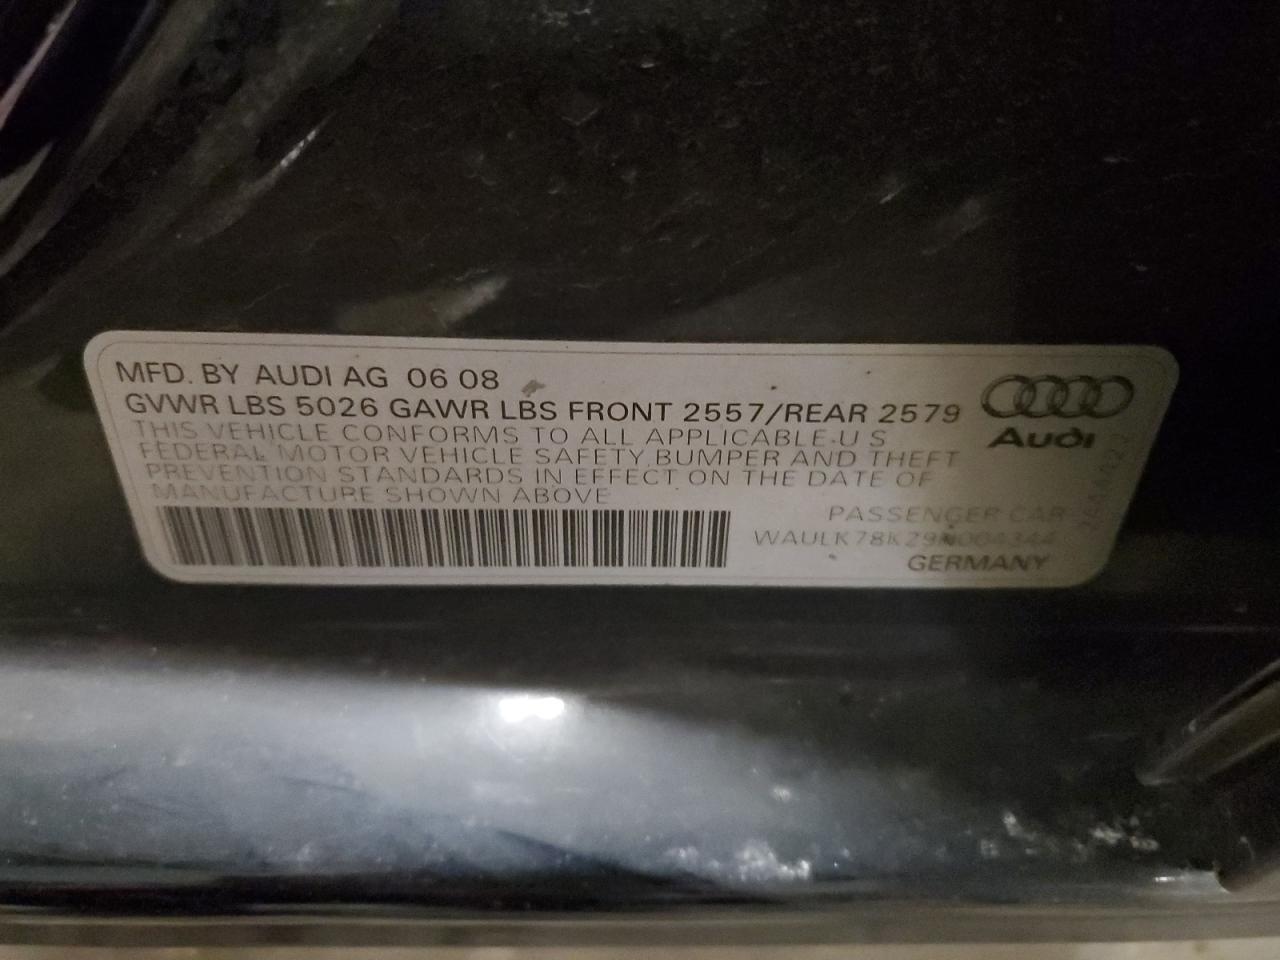 MFD. BY AUDI AG 06 08
GVWR LBS 5026 GAWR LBS FRONT 2557/REAR 2579
THIS VEHICLE CONFORMS TO ALL APPLICABLE U S
FEDERAL MOTOR VEHICLE SAFETY BUMPER AND THEFT
PREVENTION STANDARDS IN EFFECT ON THE DATE OF
MANUFACTURE SHOWN ABOVE
Audi
PASSENGER CAR
WAULK78K29N004344
GERMANY